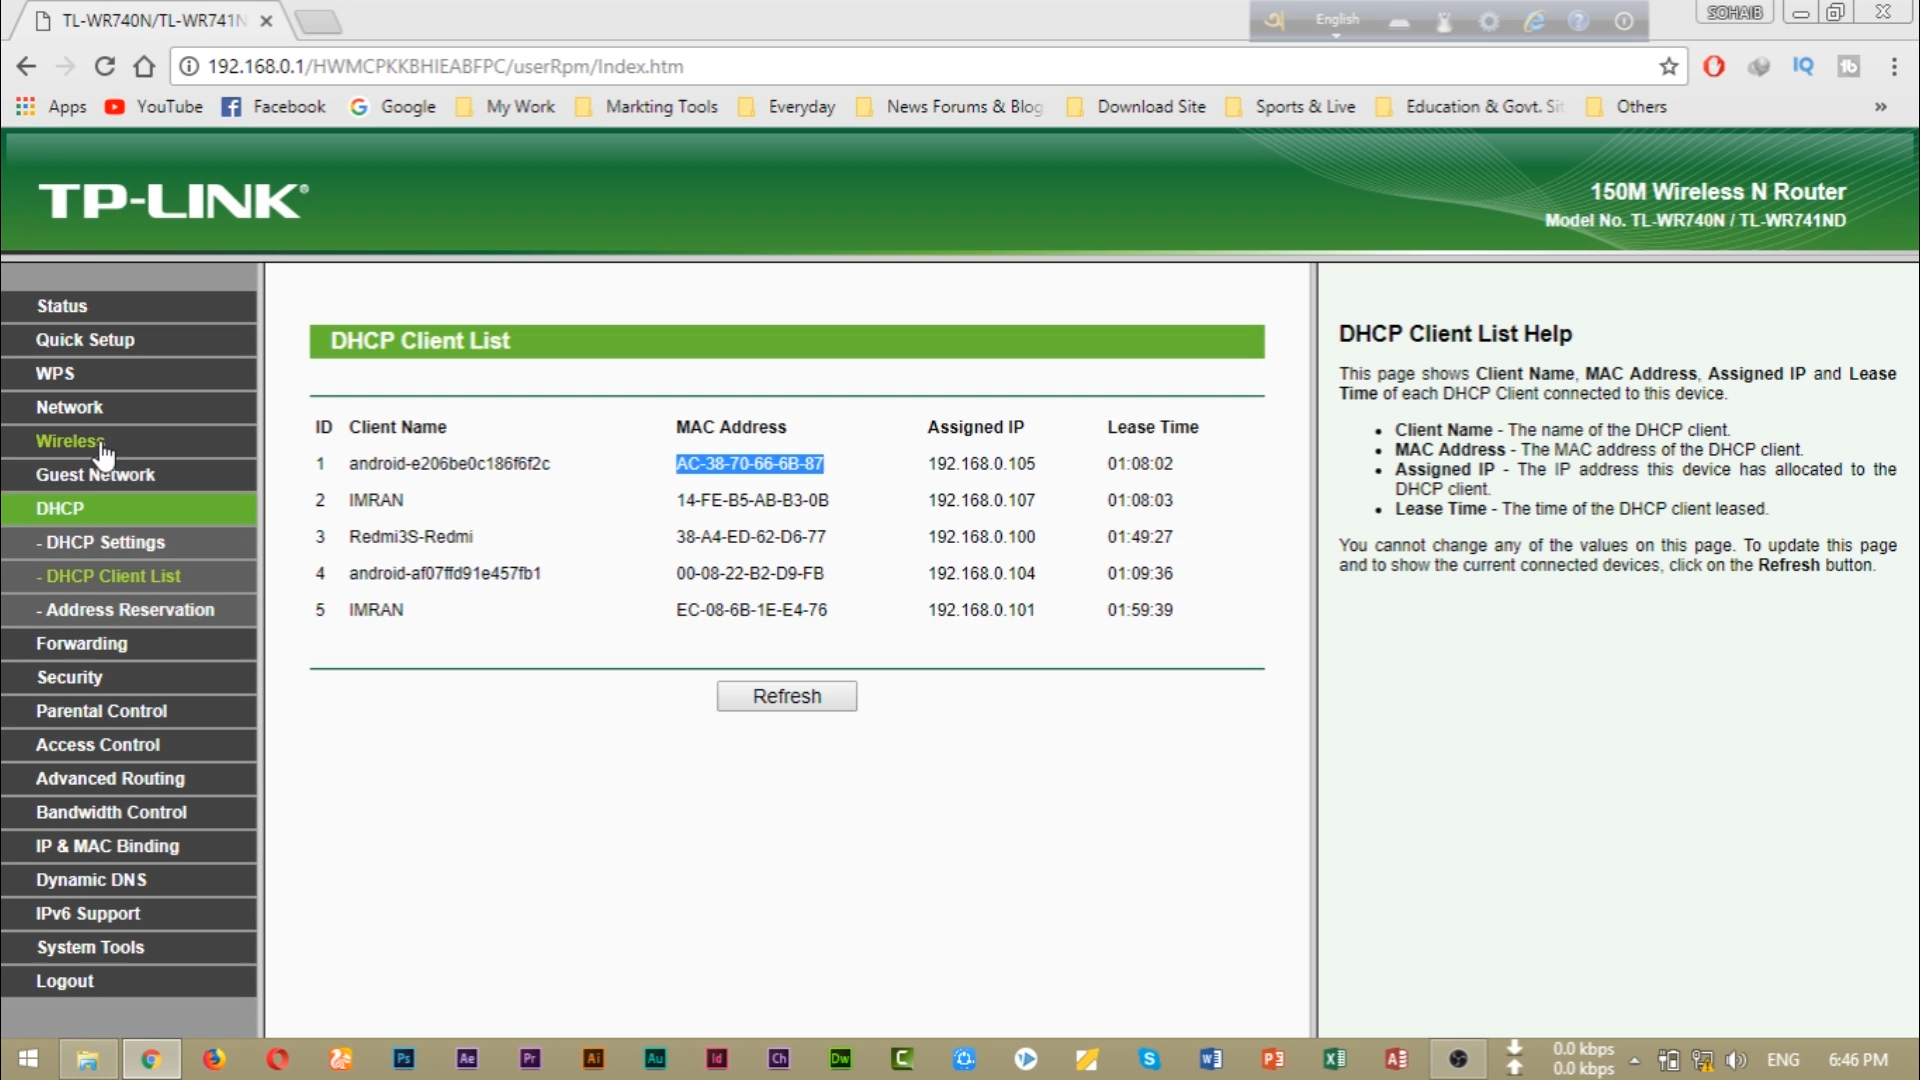 TL-WR740N/TL-WR741N
English
SOHAIB
192.168.0.1/HWMCPKKBHIEABFPC/userRpm/Index.htm
Apps YouTube Facebook Google My Work Markting Tools Everyday News Forums & Blog Download Site Sports & Live Education & Govt. Sit Others »
TP-LINK®
150M Wireless N Router
Model No. TL-WR740N / TL-WR741ND
Status
Quick Setup
WPS
Network
Wireless
Guest Network
DHCP
- DHCP Settings
- DHCP Client List
- Address Reservation
Forwarding
Security
Parental Control
Access Control
Advanced Routing
Bandwidth Control
IP & MAC Binding
Dynamic DNS
IPv6 Support
System Tools
Logout
DHCP Client List
ID Client Name MAC Address Assigned IP Lease Time
1 android-e206be0c186f6f2c AC-38-70-66-6B-87 192.168.0.105 01:08:02
2 IMRAN 14-FE-B5-AB-B3-0B 192.168.0.107 01:08:03
3 Redmi3S-Redmi 38-A4-ED-62-D6-77 192.168.0.100 01:49:27
4 android-af07ffd91e457fb1 00-08-22-B2-D9-FB 192.168.0.104 01:09:36
5 IMRAN EC-08-6B-1E-E4-76 192.168.0.101 01:59:39
Refresh
DHCP Client List Help
This page shows Client Name, MAC Address, Assigned IP and Lease
Time of each DHCP Client connected to this device.
• Client Name - The name of the DHCP client.
• MAC Address - The MAC address of the DHCP client.
• Assigned IP - The IP address this device has allocated to the
DHCP client.
• Lease Time - The time of the DHCP client leased.
You cannot change any of the values on this page. To update this page
and to show the current connected devices, click on the Refresh button.
Ps Ae Pr Ai Au Id Ch Dw
0.0 kbps
0.0 kbps
ENG 6:46 PM